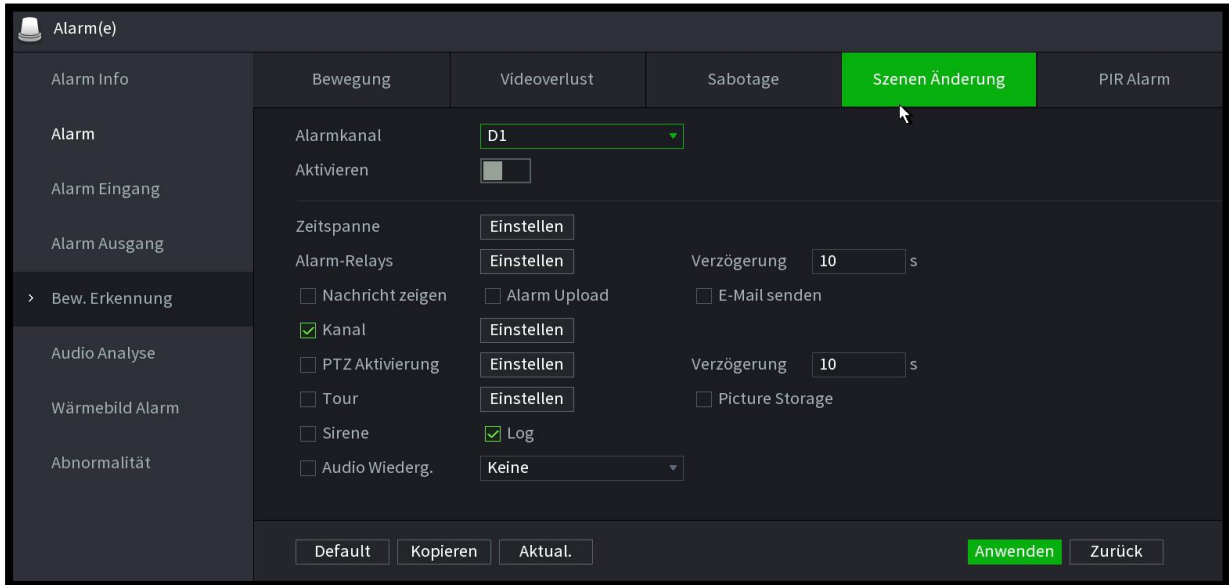 Alarm(e)
Alarm Info
Alarm
Alarm Eingang
Alarm Ausgang
Bew. Erkennung
Audio Analyse
Wärmebild Alarm
Abnormalität
Bewegung Videoverlust Sabotage Szenen Änderung PIR Alarm
Alarmkanal D1
Aktivieren
Zeitspanne Einstellen
Alarm-Relays Einstellen Verzögerung 10 s
Nachricht zeigen Alarm Upload E-Mail senden
Kanal Einstellen
PTZ Aktivierung Einstellen Verzögerung 10 s
Tour Einstellen Picture Storage
Sirene Log
Audio Wiederg. Keine
Default Kopieren Aktual. Anwenden Zurück